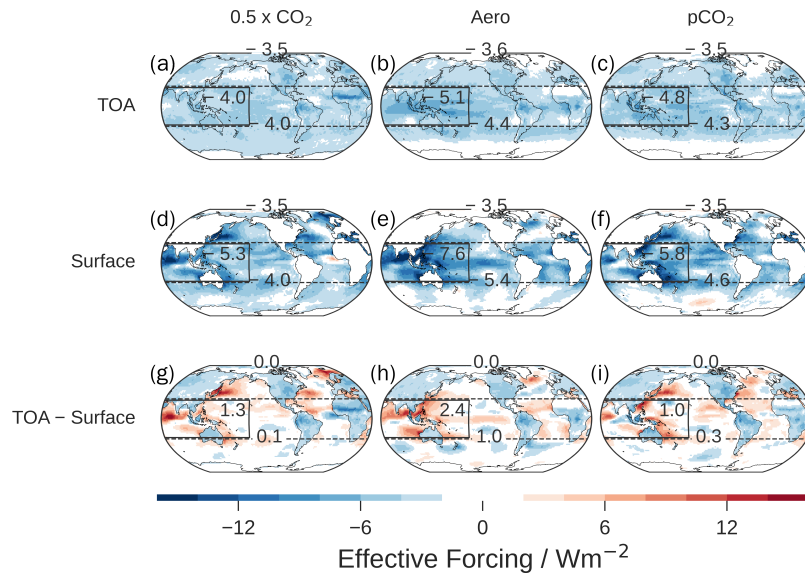 0.5 x CO₂ Aero pCO₂
(a) −3.5 (b) −3.6 (c) −3.5
TOA −4.0 −5.1 −4.8
−4.0 −4.4 −4.3
(d) −3.5 (e) −3.5 (f) −3.5
Surface −5.3 −7.6 −5.8
−4.0 −5.4 −4.6
(g) 0.0 (h) 0.0 (i) 0.0
TOA − Surface 1.3 2.4 1.0
0.1 1.0 0.3
−12 −6 0 6 12
Effective Forcing / Wm⁻²